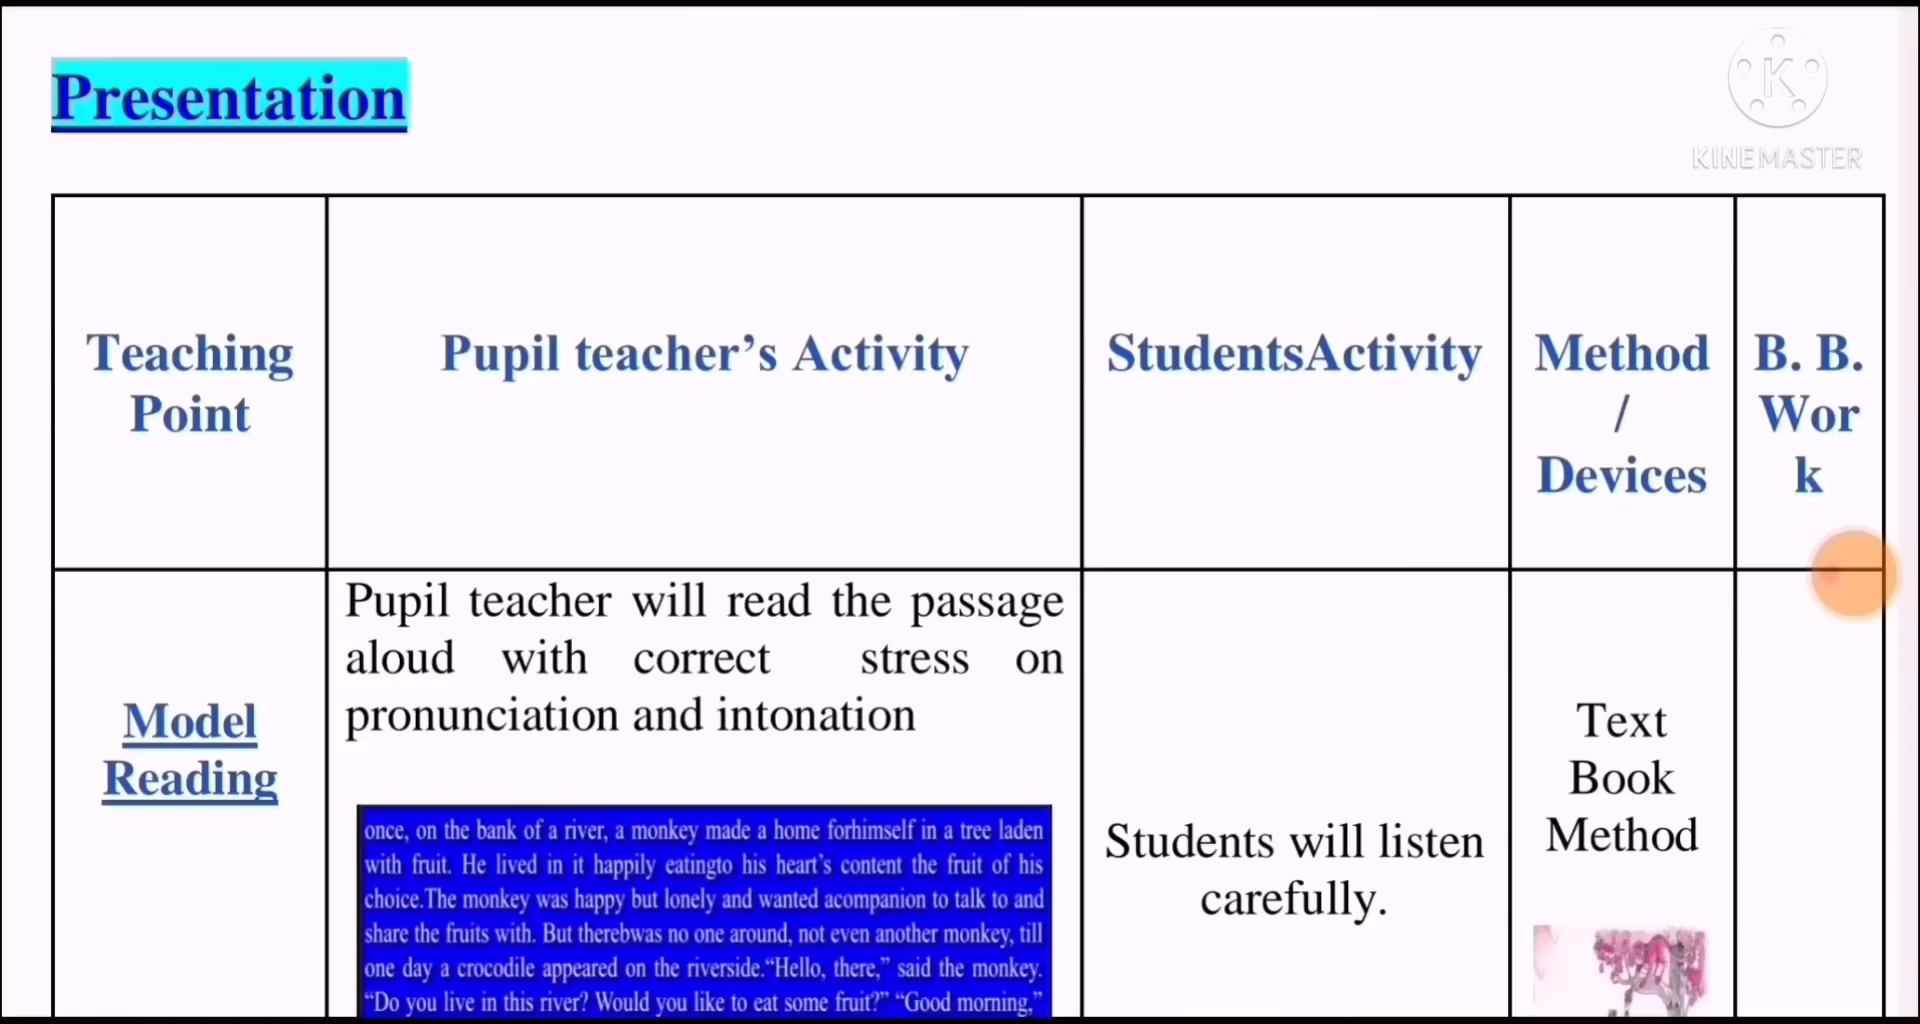 Presentation
K
KINEMASTER
Teaching
Point
Pupil teacher’s Activity
StudentsActivity
Method
/
Devices
B. B.
Wor
k
Model
Reading
Pupil teacher will read the passage
aloud with correct stress on
pronunciation and intonation
once, on the bank of a river, a monkey made a home forhimself in a tree laden
with fruit. He lived in it happily eatingto his heart’s content the fruit of his
choice.The monkey was happy but lonely and wanted acompanion to talk to and
share the fruits with. But therebwas no one around, not even another monkey, till
one day a crocodile appeared on the riverside.“Hello, there,” said the monkey.
“Do you live in this river? Would you like to eat some fruit?” “Good morning,”
Students will listen
carefully.
Text
Book
Method